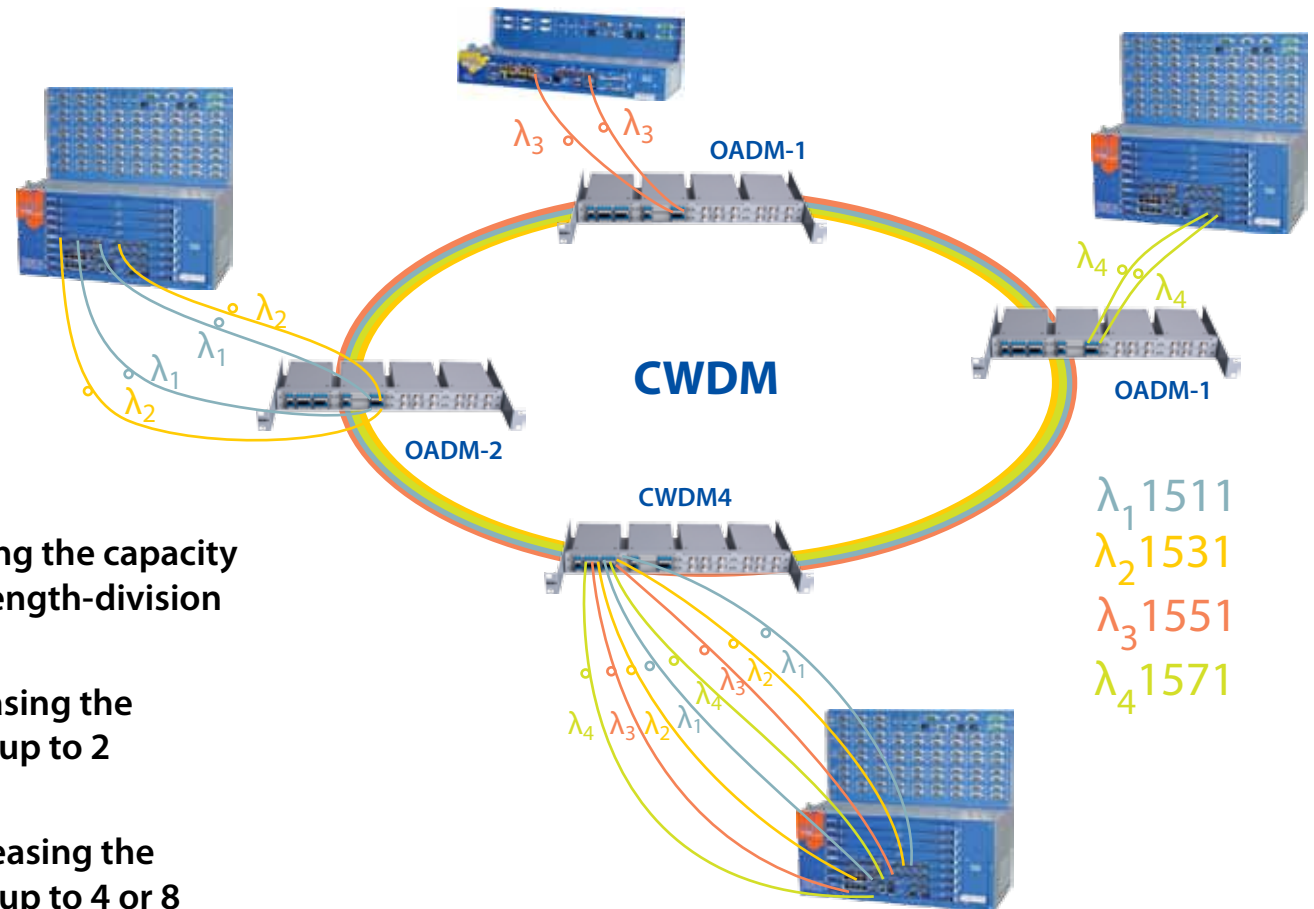 λ3
λ3
OADM-1
λ4
λ4
OADM-1
λ2
λ1
λ1
λ2
OADM-2
CWDM
CWDM4
λ1 1511
λ2 1531
λ3 1551
λ4 1571
ng the capacity
ength-division
asing the
up to 2
easing the
up to 4 or 8
λ1
λ2
λ3
λ4
λ4
λ3
λ2
λ1